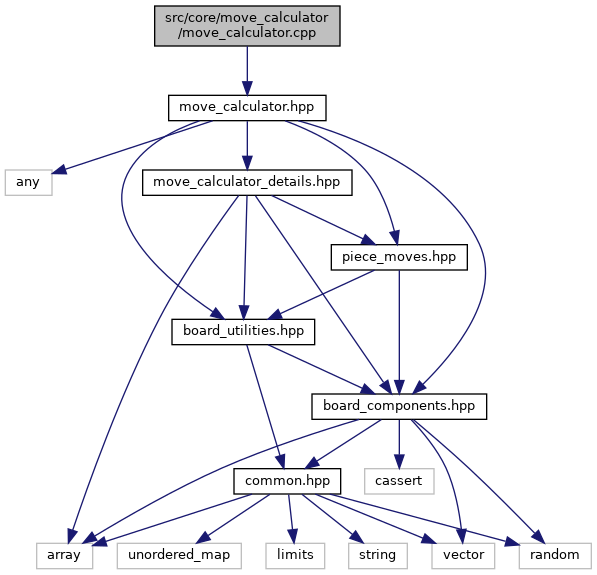 src/core/move_calculator
/move_calculator.cpp
move_calculator.hpp
any
move_calculator_details.hpp
piece_moves.hpp
board_utilities.hpp
board_components.hpp
common.hpp
cassert
array
unordered_map
limits
string
vector
random